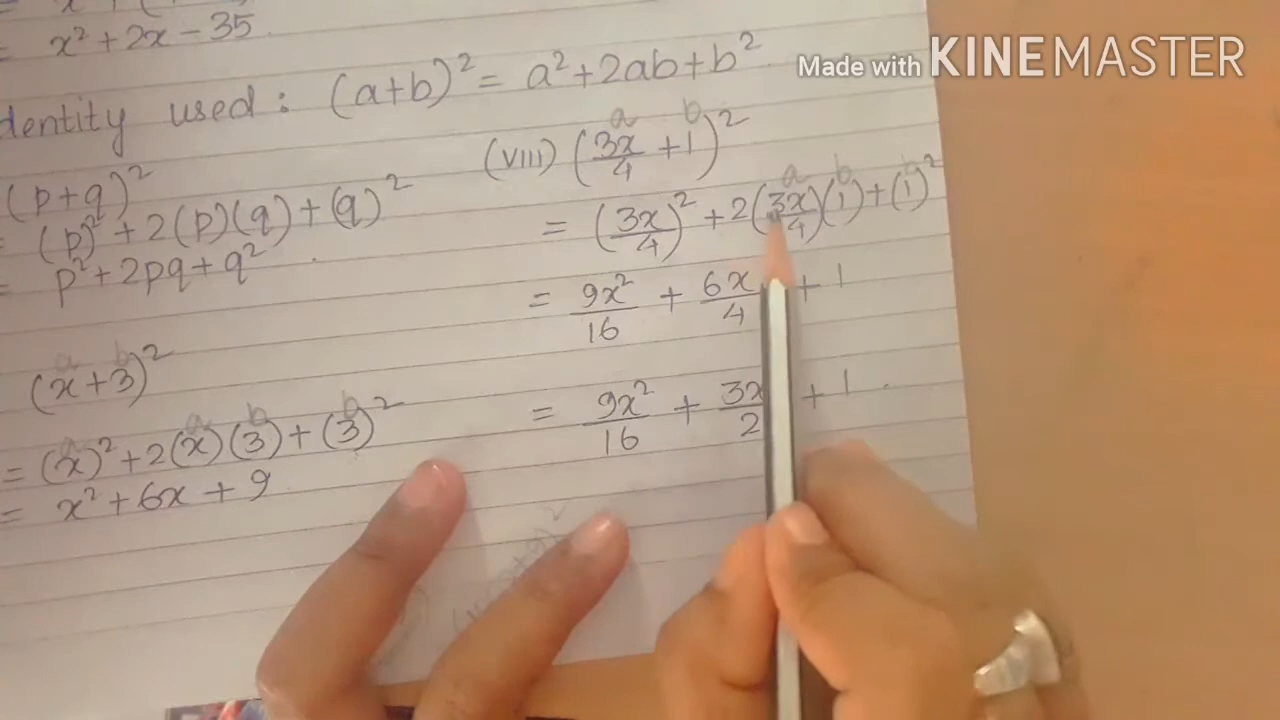 x² + 2x - 35
dentity used : (a+b)² = a² + 2ab + b²
(p+q)²
= (p)² + 2(p)(q) + (q)²
= p² + 2pq + q²
a b
(x + 3)²
a a b b
= (x)² + 2(x)(3) + (3)²
= x² + 6x + 9
a b
(VIII) (3x/4 + 1)²
a b b
= (3x/4)² + 2(3x/4)(1) + (1)²
= 9x²/16 + 6x/4 + 1
= 9x²/16 + 3x/2 + 1
Made with KINEMASTER